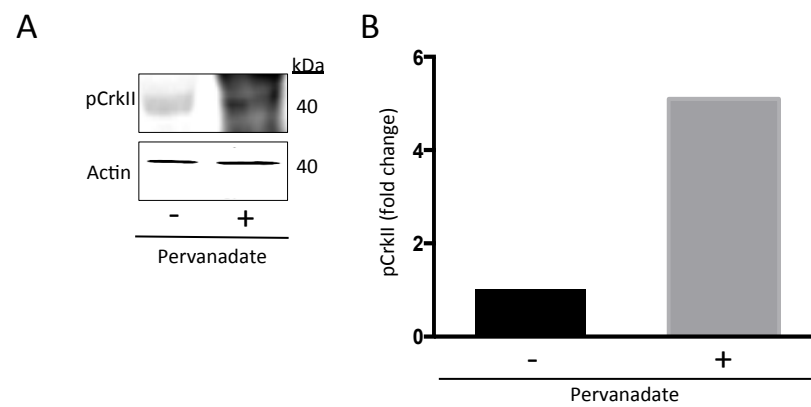 A
kDa
pCrkII
40
Actin
40
- +
Pervanadate
B
6
4
2
0
pCrkII (fold change)
- +
Pervanadate